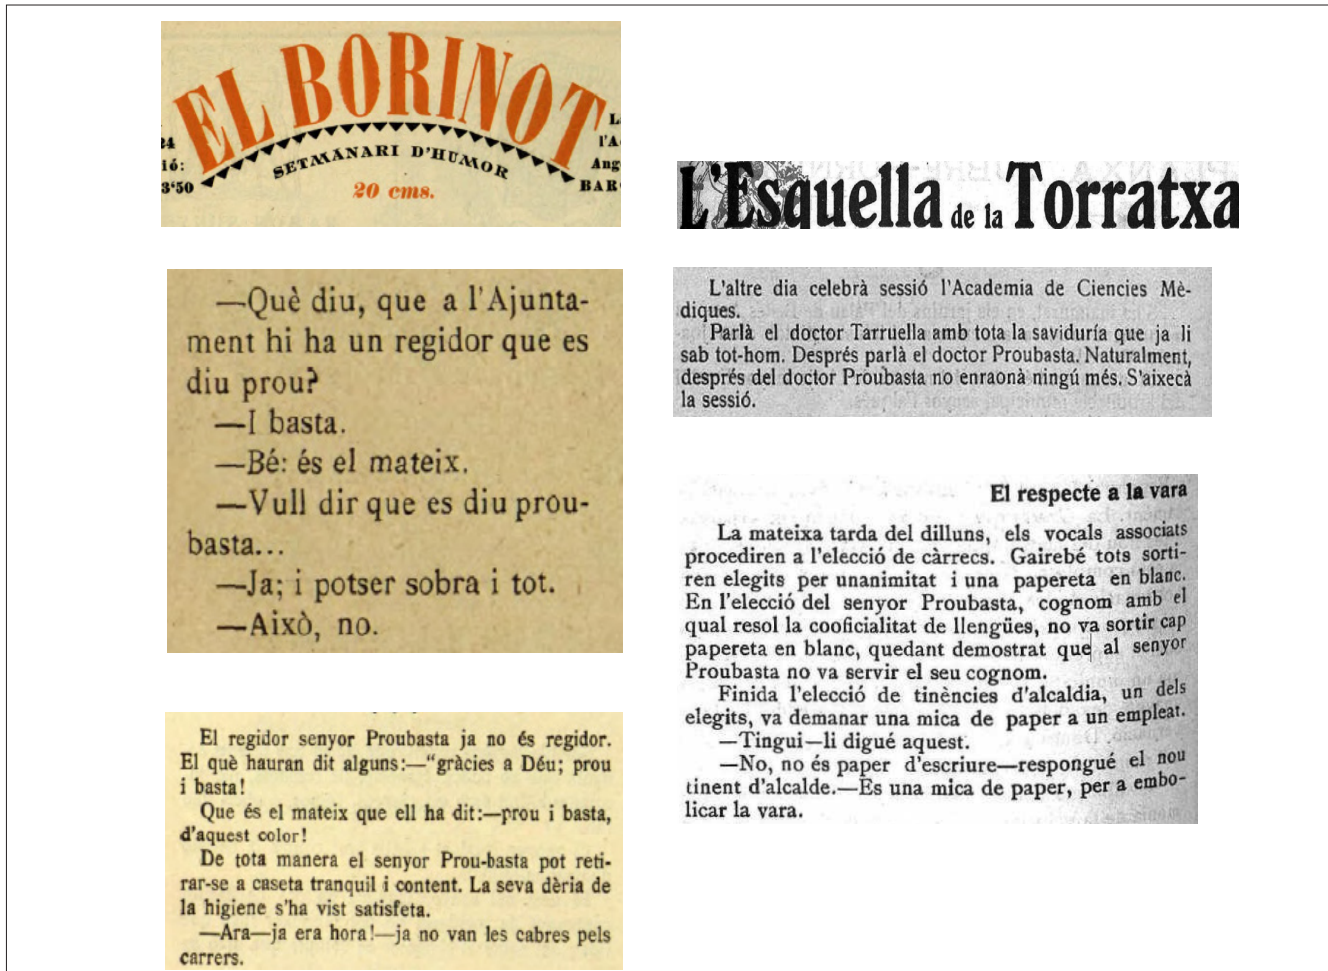 EL BORINOT
SETMANARI D'HUMOR
20 cms.
24
ió:
3'50
L
l'A
Ang
BAR
—Què diu, que a l'Ajunta-
ment hi ha un regidor que es
diu prou?
—I basta.
—Bé: és el mateix.
—Vull dir que es diu prou-
basta...
—Ja; i potser sobra i tot.
—Això, no.
El regidor senyor Proubasta ja no és regidor.
El què hauran dit alguns:—“gràcies a Déu; prou
i basta!
Que és el mateix que ell ha dit:—prou i basta,
d'aquest color!
De tota manera el senyor Prou-basta pot reti-
rar-se a caseta tranquil i content. La seva dèria de
la higiene s'ha vist satisfeta.
—Ara—ja era hora!—ja no van les cabres pels
carrers.
L'Esquella de la Torratxa
L'altre dia celebrà sessió l'Academia de Ciencies Mè-
diques.
Parlà el doctor Tarruella amb tota la saviduría que ja li
sab tot-hom. Després parlà el doctor Proubasta. Naturalment,
després del doctor Proubasta no enraonà ningú més. S'aixecà
la sessió.
El respecte a la vara
La mateixa tarda del dilluns, els vocals associats
procediren a l'elecció de càrrecs. Gairebé tots sorti-
ren elegits per unanimitat i una papereta en blanc.
En l'elecció del senyor Proubasta, cognom amb el
qual resol la cooficialitat de llengües, no va sortir cap
papereta en blanc, quedant demostrat que al senyor
Proubasta no va servir el seu cognom.
Finida l'elecció de tinències d'alcaldia, un dels
elegits, va demanar una mica de paper a un empleat.
—Tingui—li digué aquest.
—No, no és paper d'escriure—respongué el nou
tinent d'alcalde.—Es una mica de paper, per a embo-
licar la vara.